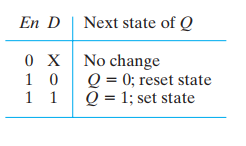 En D Next state of Q
0 X No change
1 0 Q = 0; reset state
1 1 Q = 1; set state